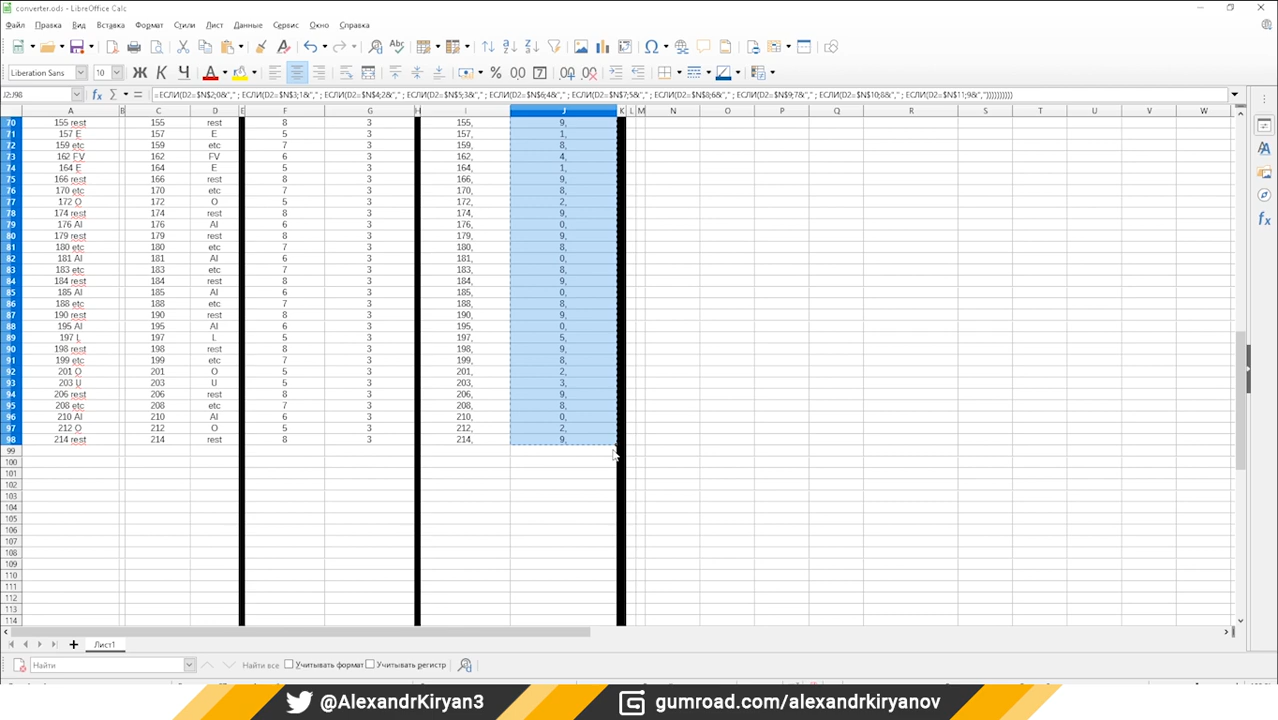 converter.ods - LibreOffice Calc
Файл Правка Вид Вставка Формат Стили Лист Данные Сервис Окно Справка
Liberation Sans 10 Ж К Ч
J2:J98 =ЕСЛИ(D2=$N$2;0&"," ; ЕСЛИ(D2=$N$3;1&"," ; ЕСЛИ(D2=$N$4;2&"," ; ЕСЛИ(D2=$N$5;3&"," ; ЕСЛИ(D2=$N$6;4&"," ; ЕСЛИ(D2=$N$7;5&"," ; ЕСЛИ(D2=$N$8;6&"," ; ЕСЛИ(D2=$N$9;7&"," ; ЕСЛИ(D2=$N$10;8&"," ; ЕСЛИ(D2=$N$11;9&","))))))))))
A B C D E F G H I J K L M N O P Q R S T U V W
70 155 rest 155 rest 8 3 155, 9,
71 157 E 157 E 5 3 157, 1,
72 159 etc 159 etc 7 3 159, 8,
73 162 FV 162 FV 6 3 162, 4,
74 164 E 164 E 5 3 164, 1,
75 166 rest 166 rest 8 3 166, 9,
76 170 etc 170 etc 7 3 170, 8,
77 172 O 172 O 5 3 172, 2,
78 174 rest 174 rest 8 3 174, 9,
79 176 AI 176 AI 6 3 176, 0,
80 179 rest 179 rest 8 3 179, 9,
81 180 etc 180 etc 7 3 180, 8,
82 181 AI 181 AI 6 3 181, 0,
83 183 etc 183 etc 7 3 183, 8,
84 184 rest 184 rest 8 3 184, 9,
85 185 AI 185 AI 6 3 185, 0,
86 188 etc 188 etc 7 3 188, 8,
87 190 rest 190 rest 8 3 190, 9,
88 195 AI 195 AI 6 3 195, 0,
89 197 L 197 L 5 3 197, 5,
90 198 rest 198 rest 8 3 198, 9,
91 199 etc 199 etc 7 3 199, 8,
92 201 O 201 O 5 3 201, 2,
93 203 U 203 U 5 3 203, 3,
94 206 rest 206 rest 8 3 206, 9,
95 208 etc 208 etc 7 3 208, 8,
96 210 AI 210 AI 6 3 210, 0,
97 212 O 212 O 5 3 212, 2,
98 214 rest 214 rest 8 3 214, 9,
99
100
101
102
103
104
105
106
107
108
109
110
111
112
113
114
Лист1
Найти Найти все Учитывать формат Учитывать регистр
@AlexandrKiryan3 gumroad.com/alexandrkiryanov